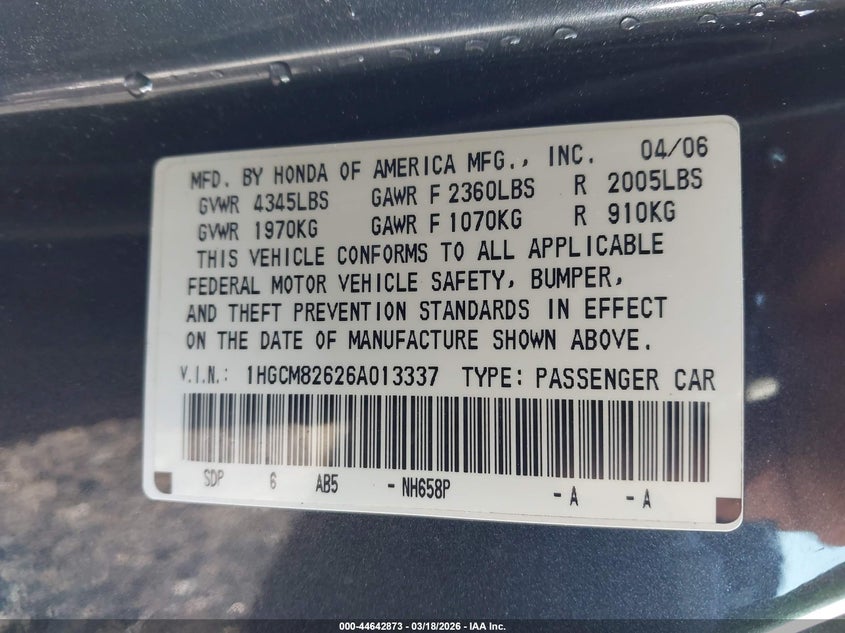 MFD. BY HONDA OF AMERICA MFG., INC. 04/06
GVWR 4345LBS GAWR F 2360LBS R 2005LBS
GVWR 1970KG GAWR F 1070KG R 910KG
THIS VEHICLE CONFORMS TO ALL APPLICABLE
FEDERAL MOTOR VEHICLE SAFETY, BUMPER,
AND THEFT PREVENTION STANDARDS IN EFFECT
ON THE DATE OF MANUFACTURE SHOWN ABOVE.
V.I.N.: 1HGCM82626A013337 TYPE: PASSENGER CAR
SDP 6 AB5 -NH658P -A -A
000-44642873 - 03/18/2026 - IAA Inc.